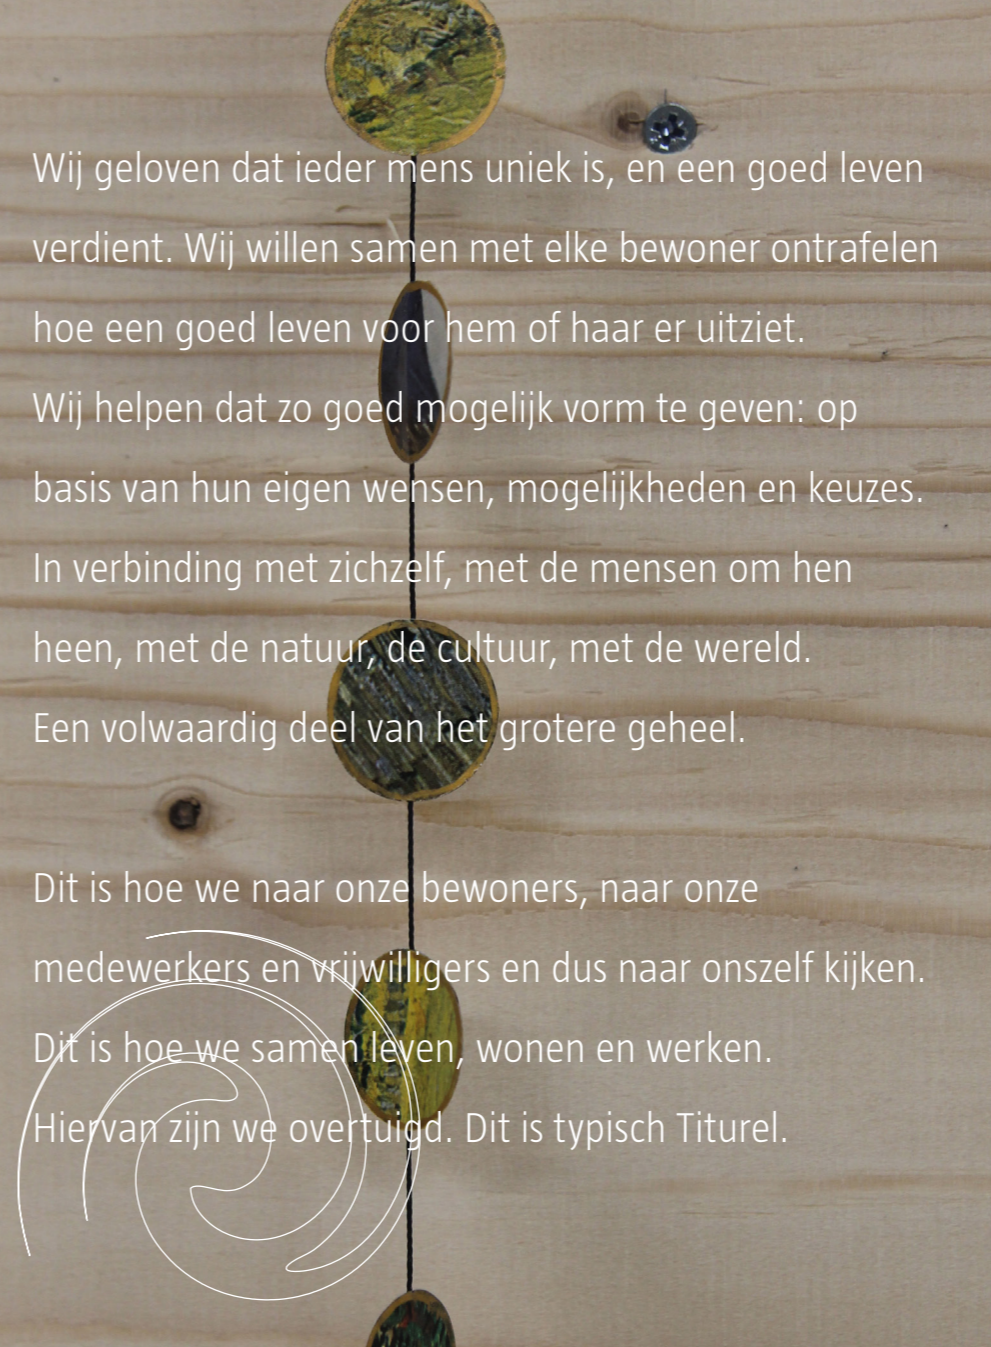 Wij geloven dat ieder mens uniek is, en een goed leven
verdient. Wij willen samen met elke bewoner ontrafelen
hoe een goed leven voor hem of haar er uitziet.
Wij helpen dat zo goed mogelijk vorm te geven: op
basis van hun eigen wensen, mogelijkheden en keuzes.
In verbinding met zichzelf, met de mensen om hen
heen, met de natuur, de cultuur, met de wereld.
Een volwaardig deel van het grotere geheel.
Dit is hoe we naar onze bewoners, naar onze
medewerkers en vrijwilligers en dus naar onszelf kijken.
Dit is hoe we samen leven, wonen en werken.
Hiervan zijn we overtuigd. Dit is typisch Titurel.